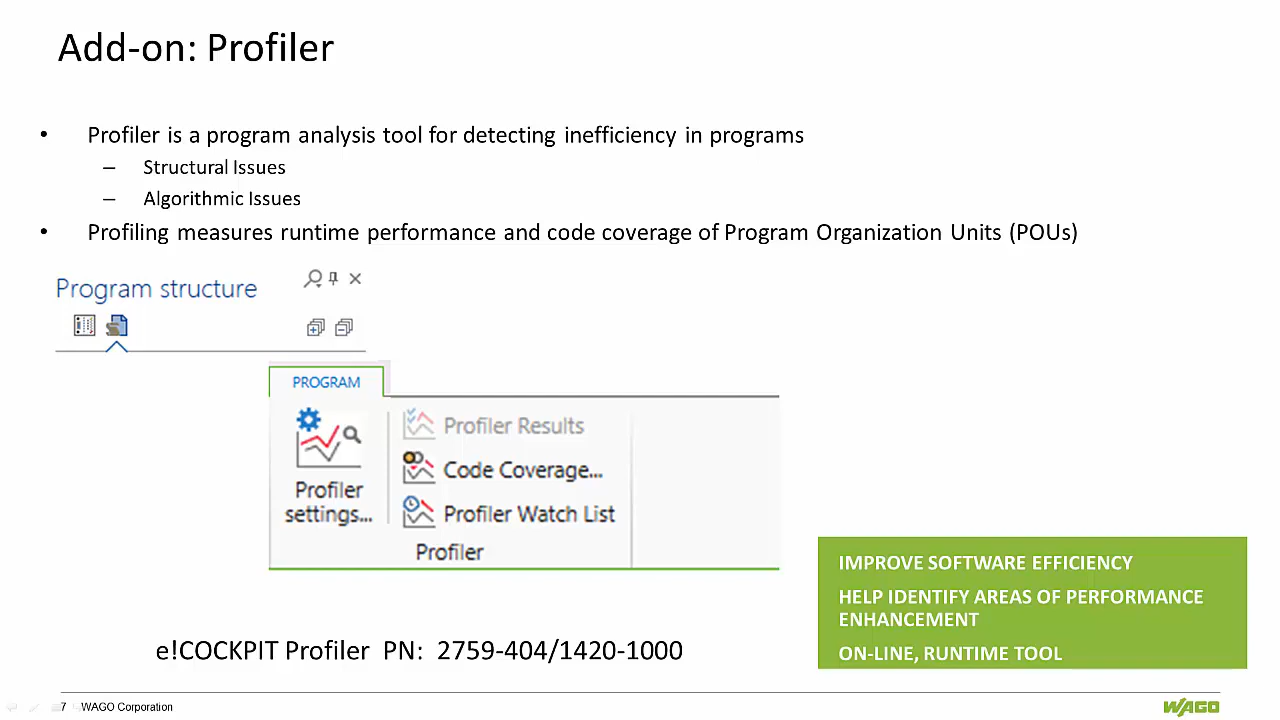 Add-on: Profiler
• Profiler is a program analysis tool for detecting inefficiency in programs
– Structural Issues
– Algorithmic Issues
• Profiling measures runtime performance and code coverage of Program Organization Units (POUs)
Program structure
PROGRAM
Profiler
settings...
Profiler Results
Code Coverage...
Profiler Watch List
Profiler
IMPROVE SOFTWARE EFFICIENCY
HELP IDENTIFY AREAS OF PERFORMANCE
ENHANCEMENT
ON-LINE, RUNTIME TOOL
e!COCKPIT Profiler PN: 2759-404/1420-1000
7 WAGO Corporation
WAGO